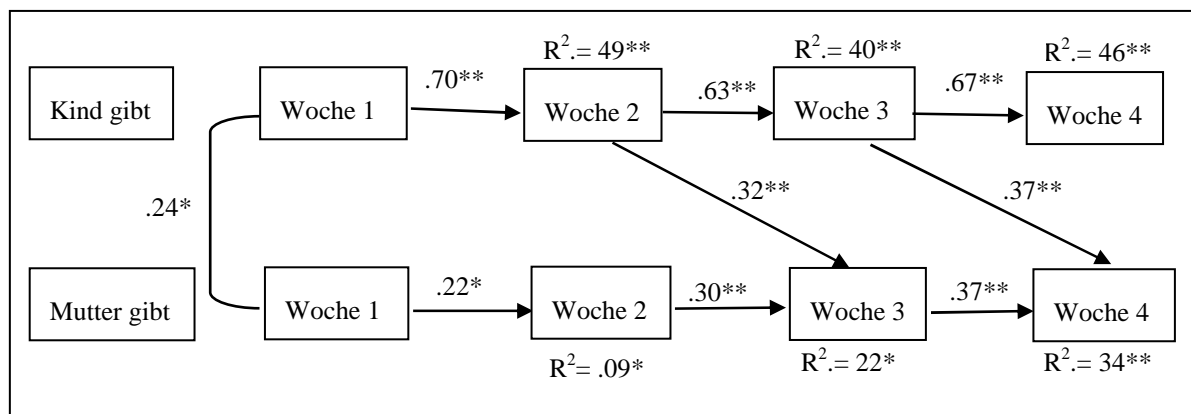 R².= 49**
R².= 40**
R².= 46**
Kind gibt
Woche 1
.70**
Woche 2
.63**
Woche 3
.67**
Woche 4
.24*
.32**
.37**
Mutter gibt
Woche 1
.22*
Woche 2
.30**
Woche 3
.37**
Woche 4
R²= .09*
R².= 22*
R².= 34**